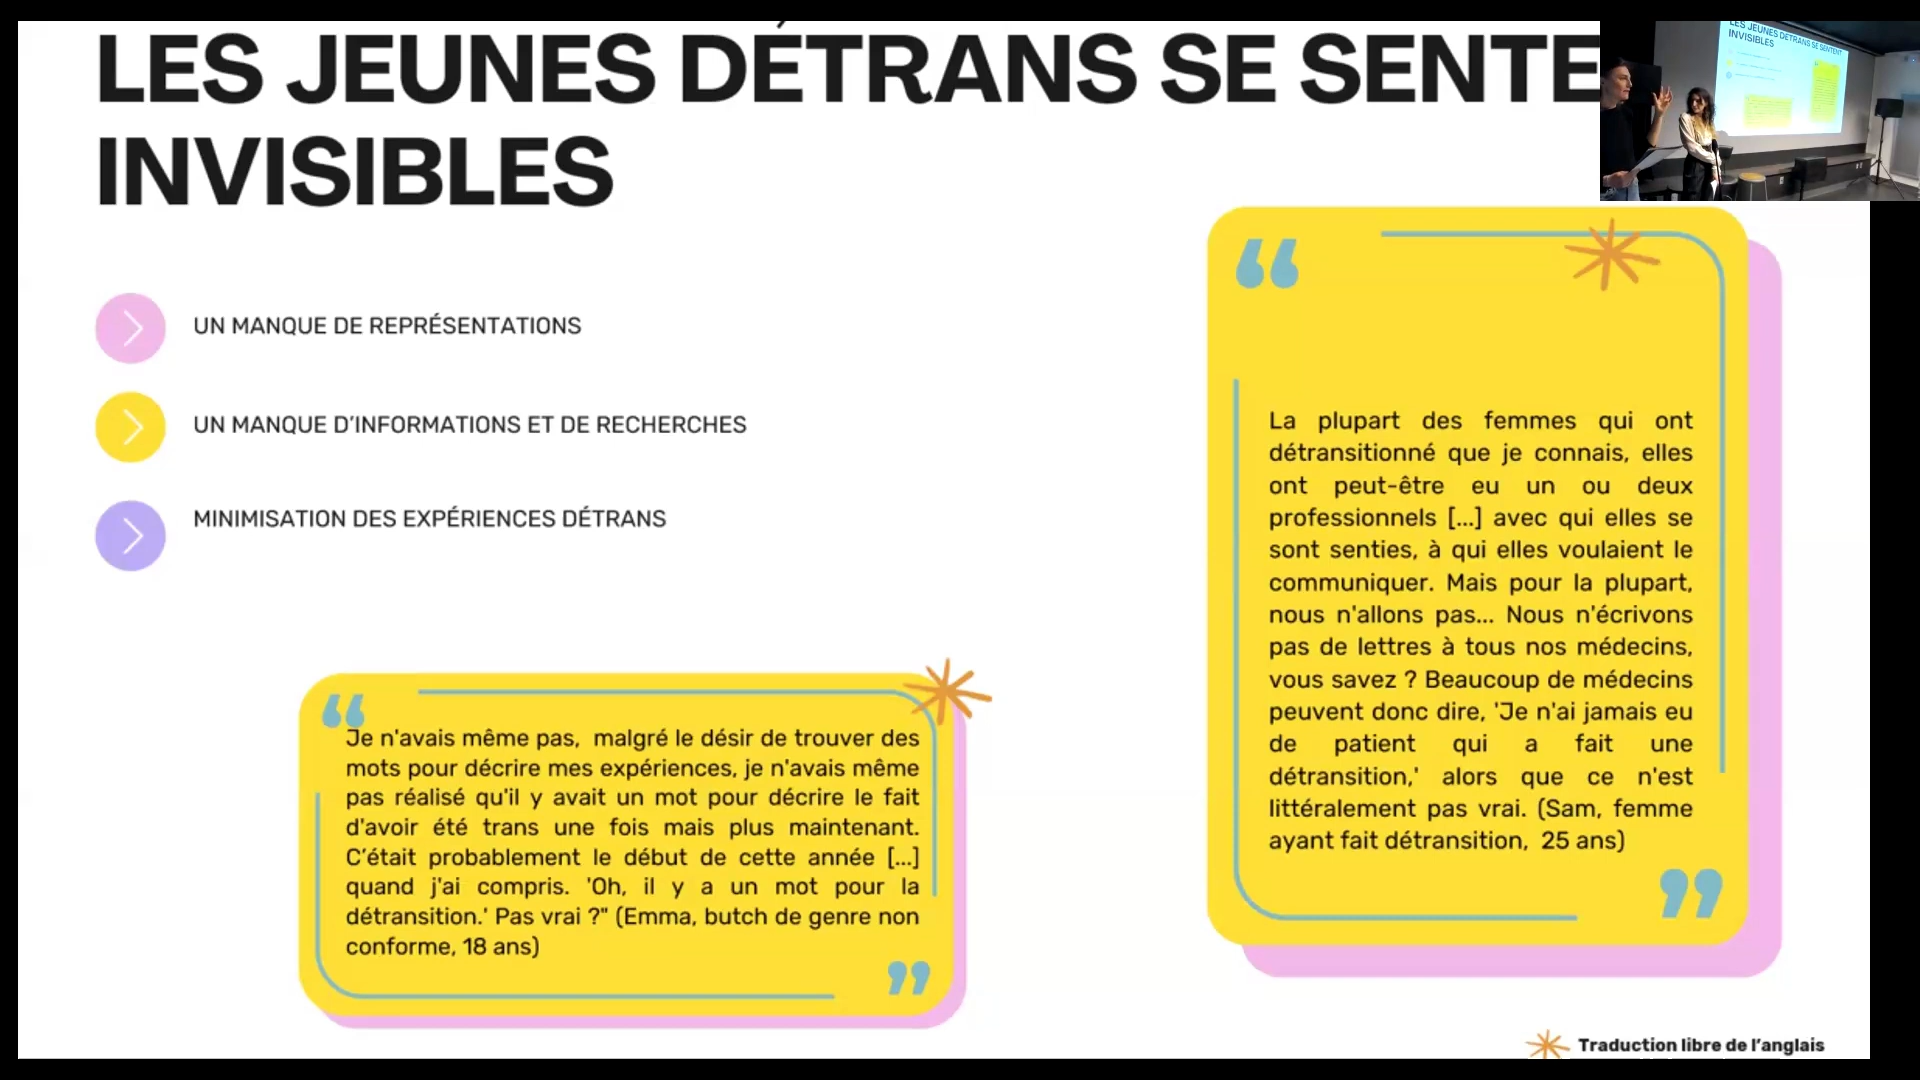 LES JEUNES DÉTRANS SE SENTE
INVISIBLES
UN MANQUE DE REPRÉSENTATIONS
UN MANQUE D'INFORMATIONS ET DE RECHERCHES
MINIMISATION DES EXPÉRIENCES DÉTRANS
“
Je n'avais même pas, malgré le désir de trouver des
mots pour décrire mes expériences, je n'avais même
pas réalisé qu'il y avait un mot pour décrire le fait
d'avoir été trans une fois mais plus maintenant.
C'était probablement le début de cette année [...]
quand j'ai compris. 'Oh, il y a un mot pour la
détransition.' Pas vrai ?" (Emma, butch de genre non
conforme, 18 ans)
”
“
La plupart des femmes qui ont
détransitionné que je connais, elles
ont peut-être eu un ou deux
professionnels [...] avec qui elles se
sont senties, à qui elles voulaient le
communiquer. Mais pour la plupart,
nous n'allons pas... Nous n'écrivons
pas de lettres à tous nos médecins,
vous savez ? Beaucoup de médecins
peuvent donc dire, 'Je n'ai jamais eu
de patient qui a fait une
détransition,' alors que ce n'est
littéralement pas vrai. (Sam, femme
ayant fait détransition, 25 ans)
”
Traduction libre de l'anglais
LES JEUNES DÉTRANS SE SENTENT
INVISIBLES